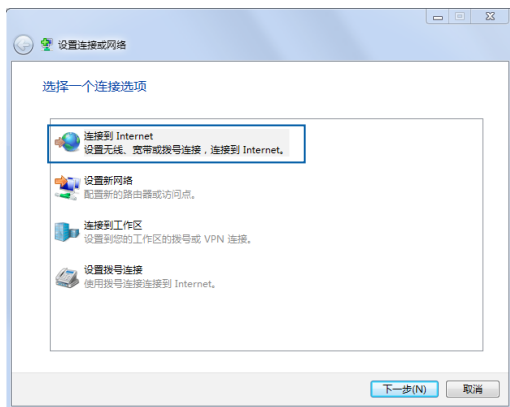 设置连接或网络
选择一个连接选项
连接到 Internet
设置无线、宽带或拨号连接，连接到 Internet。
设置新网络
配置新的路由器或访问点。
连接到工作区
设置到您的工作区的拨号或 VPN 连接。
设置拨号连接
使用拨号连接连接到 Internet。
下一步(N)
取消